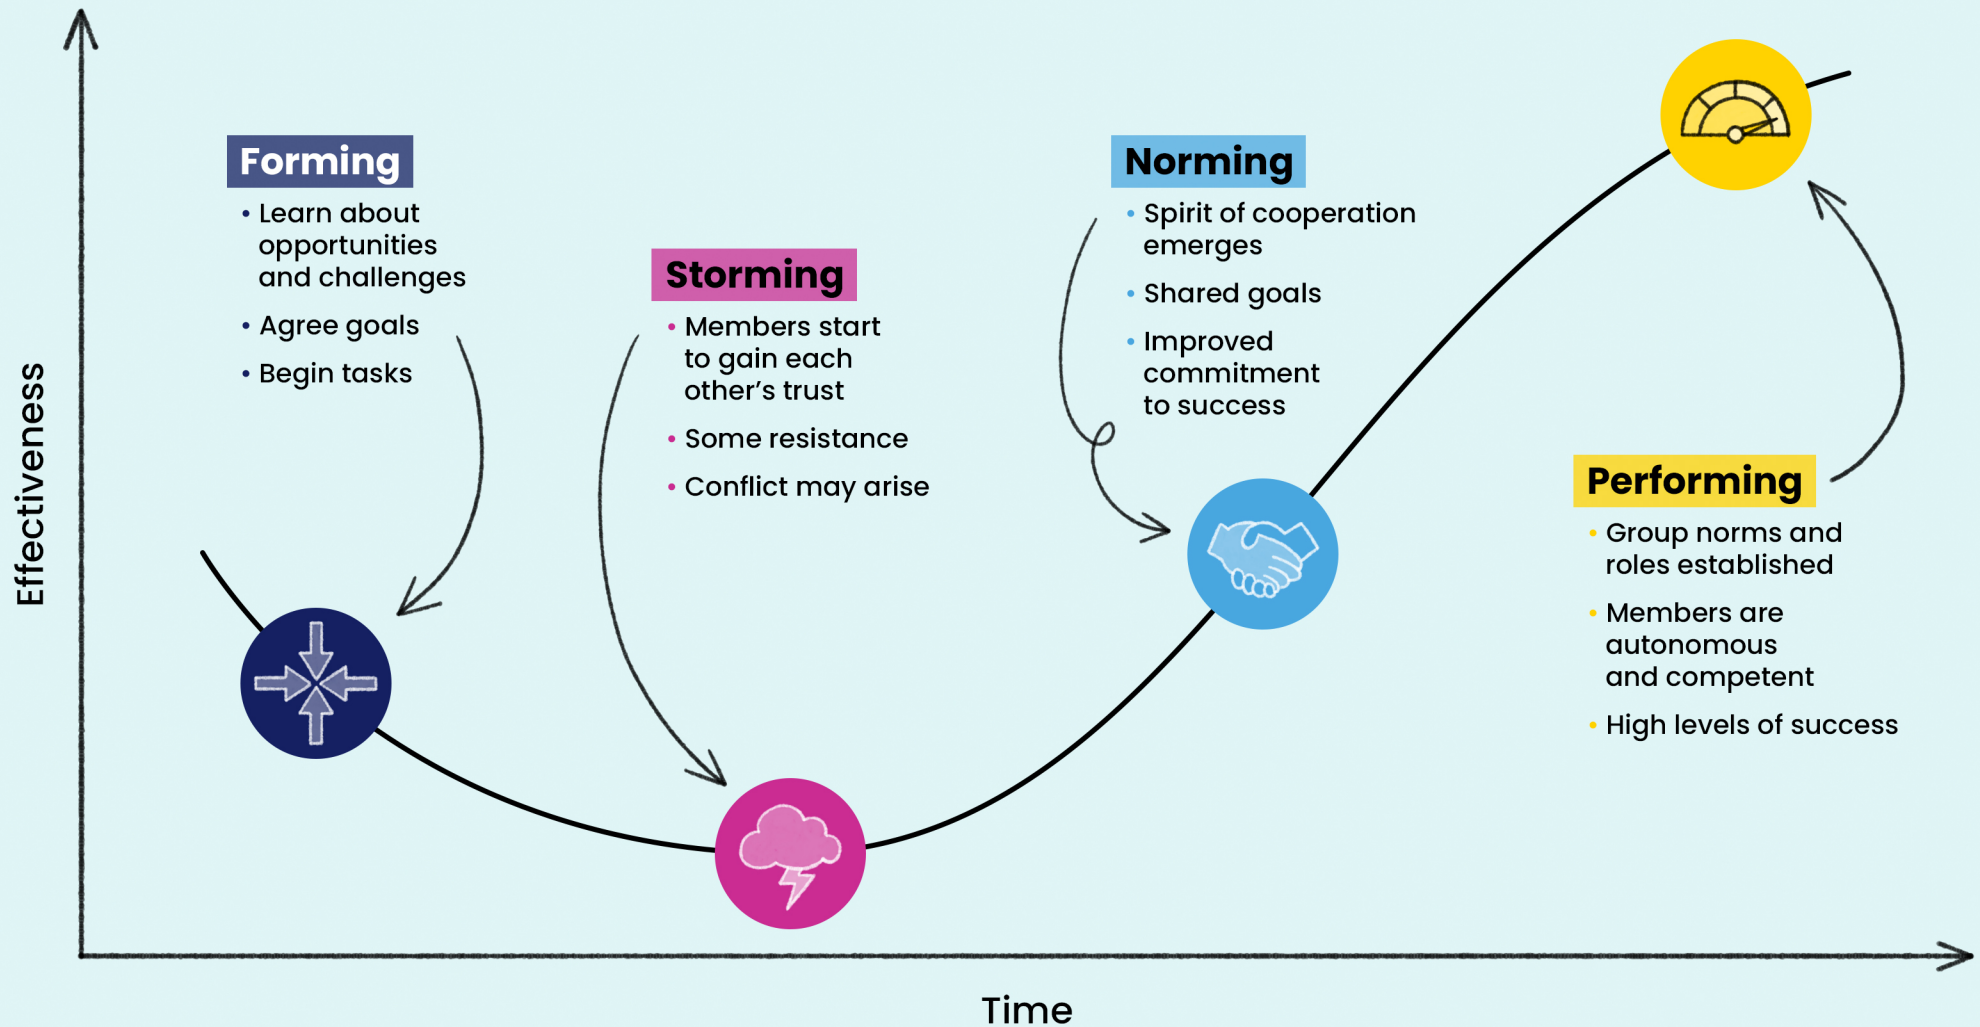 Forming
• Learn about
opportunities
and challenges
• Agree goals
• Begin tasks
Storming
• Members start
to gain each
other's trust
• Some resistance
• Conflict may arise
Norming
• Spirit of cooperation
emerges
• Shared goals
• Improved
commitment
to success
Performing
• Group norms and
roles established
• Members are
autonomous
and competent
• High levels of success
Effectiveness
Time